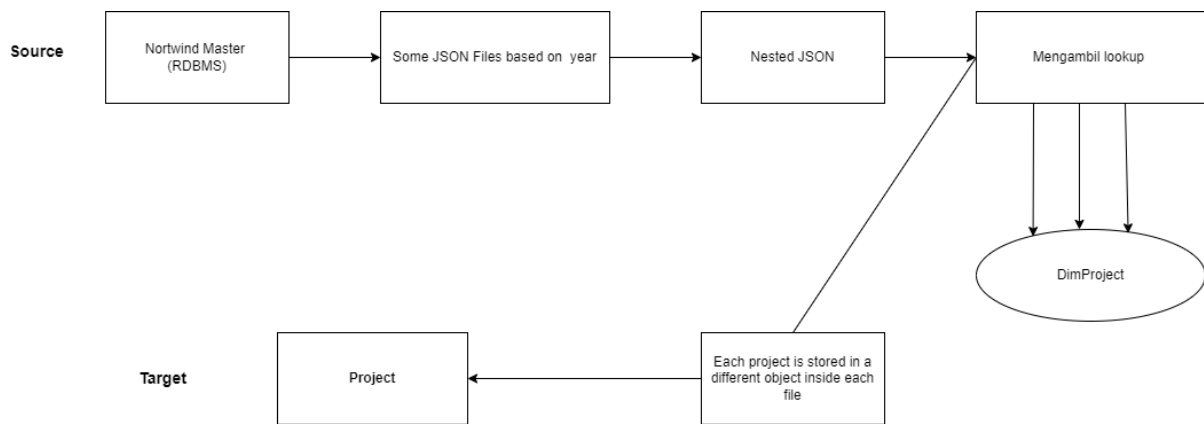 Source
Nortwind Master
(RDBMS)
Some JSON Files based on year
Nested JSON
Mengambil lookup
DimProject
Target
Project
Each project is stored in a
different object inside each
file